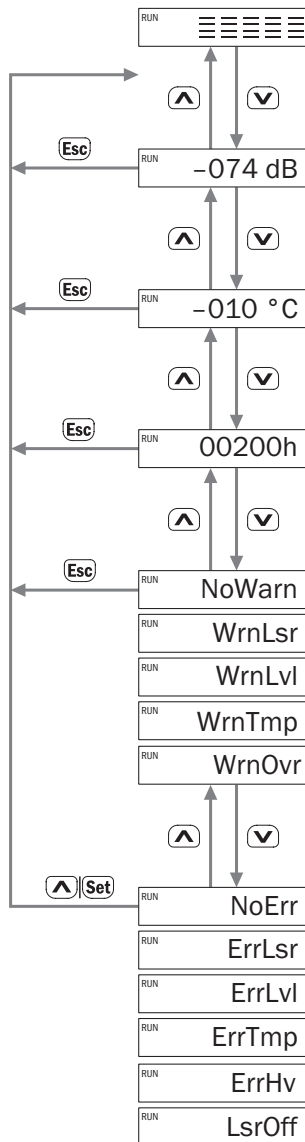 RUN
Esc
RUN –074 dB
Esc
RUN –010 °C
Esc
RUN 00200h
Esc
RUN NoWarn
RUN WrnLsr
RUN WrnLvl
RUN WrnTmp
RUN WrnOvr
Set
RUN NoErr
RUN ErrLsr
RUN ErrLvl
RUN ErrTmp
RUN ErrHv
RUN LsrOff